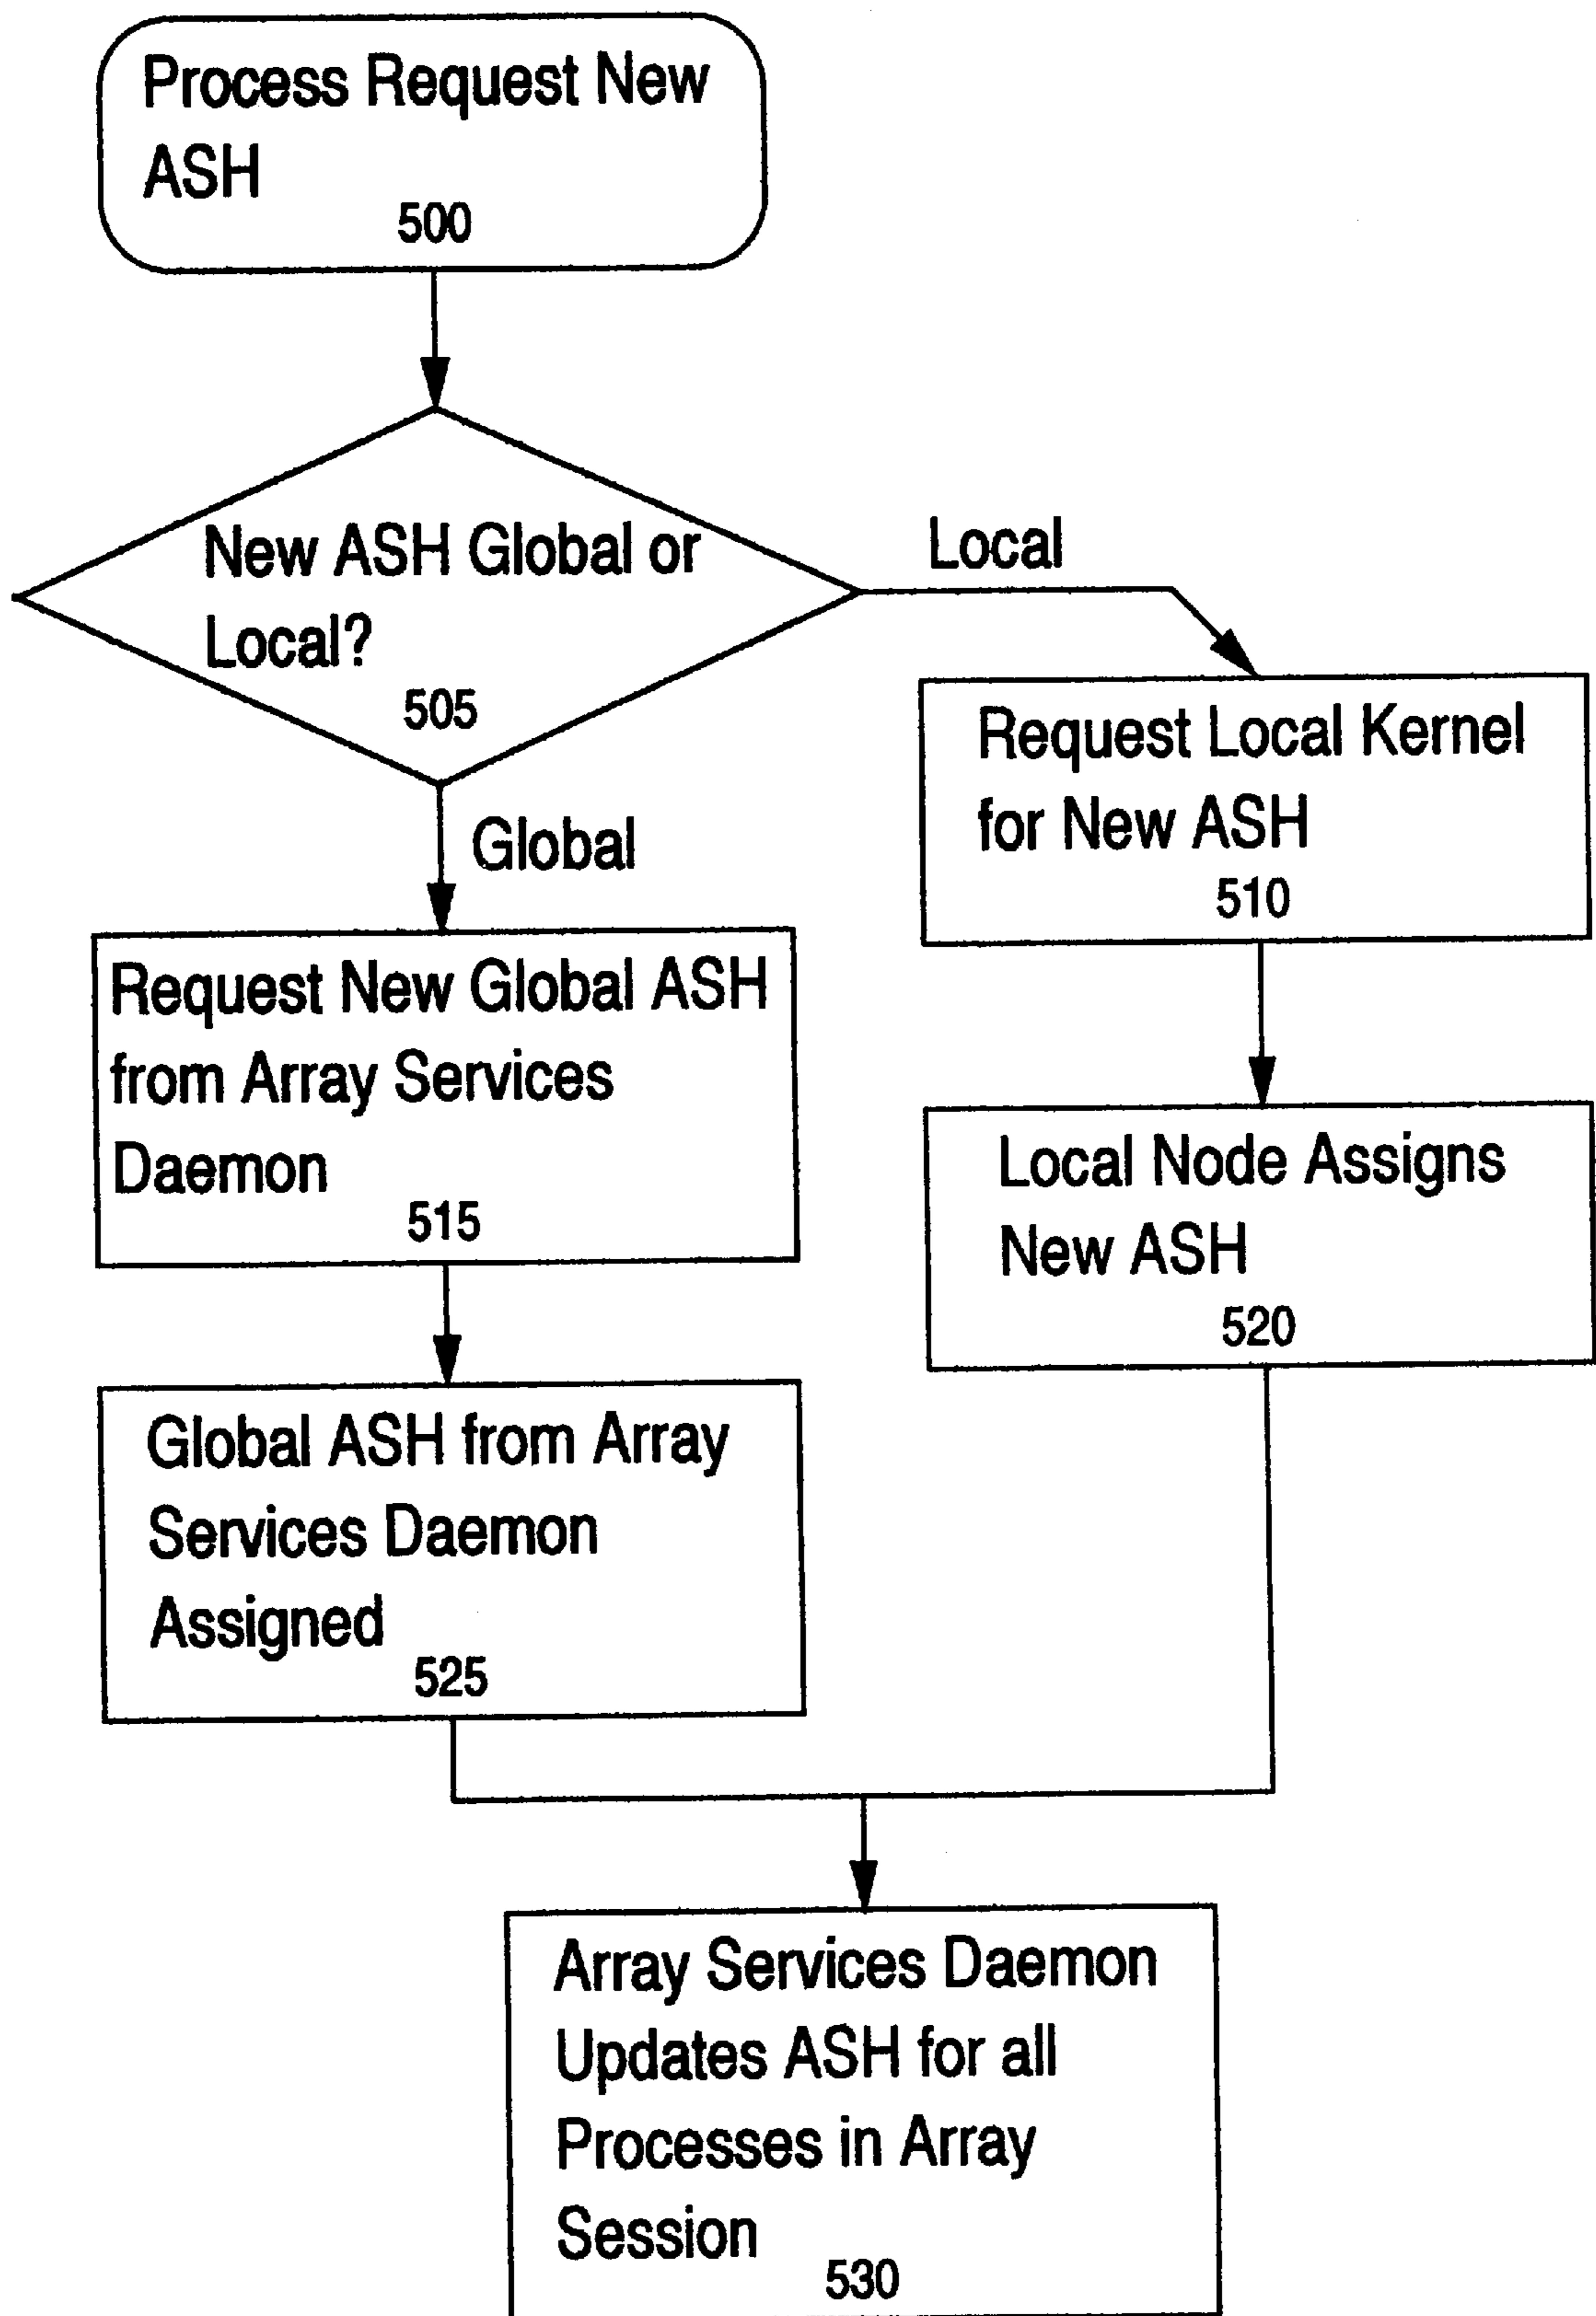 Process Request New
ASH
500
New ASH Global or
Local?
505
Local
Global
Request Local Kernel
for New ASH
510
Request New Global ASH
from Array Services
Daemon
515
Local Node Assigns
New ASH
520
Global ASH from Array
Services Daemon
Assigned
525
Array Services Daemon
Updates ASH for all
Processes in Array
Session
530